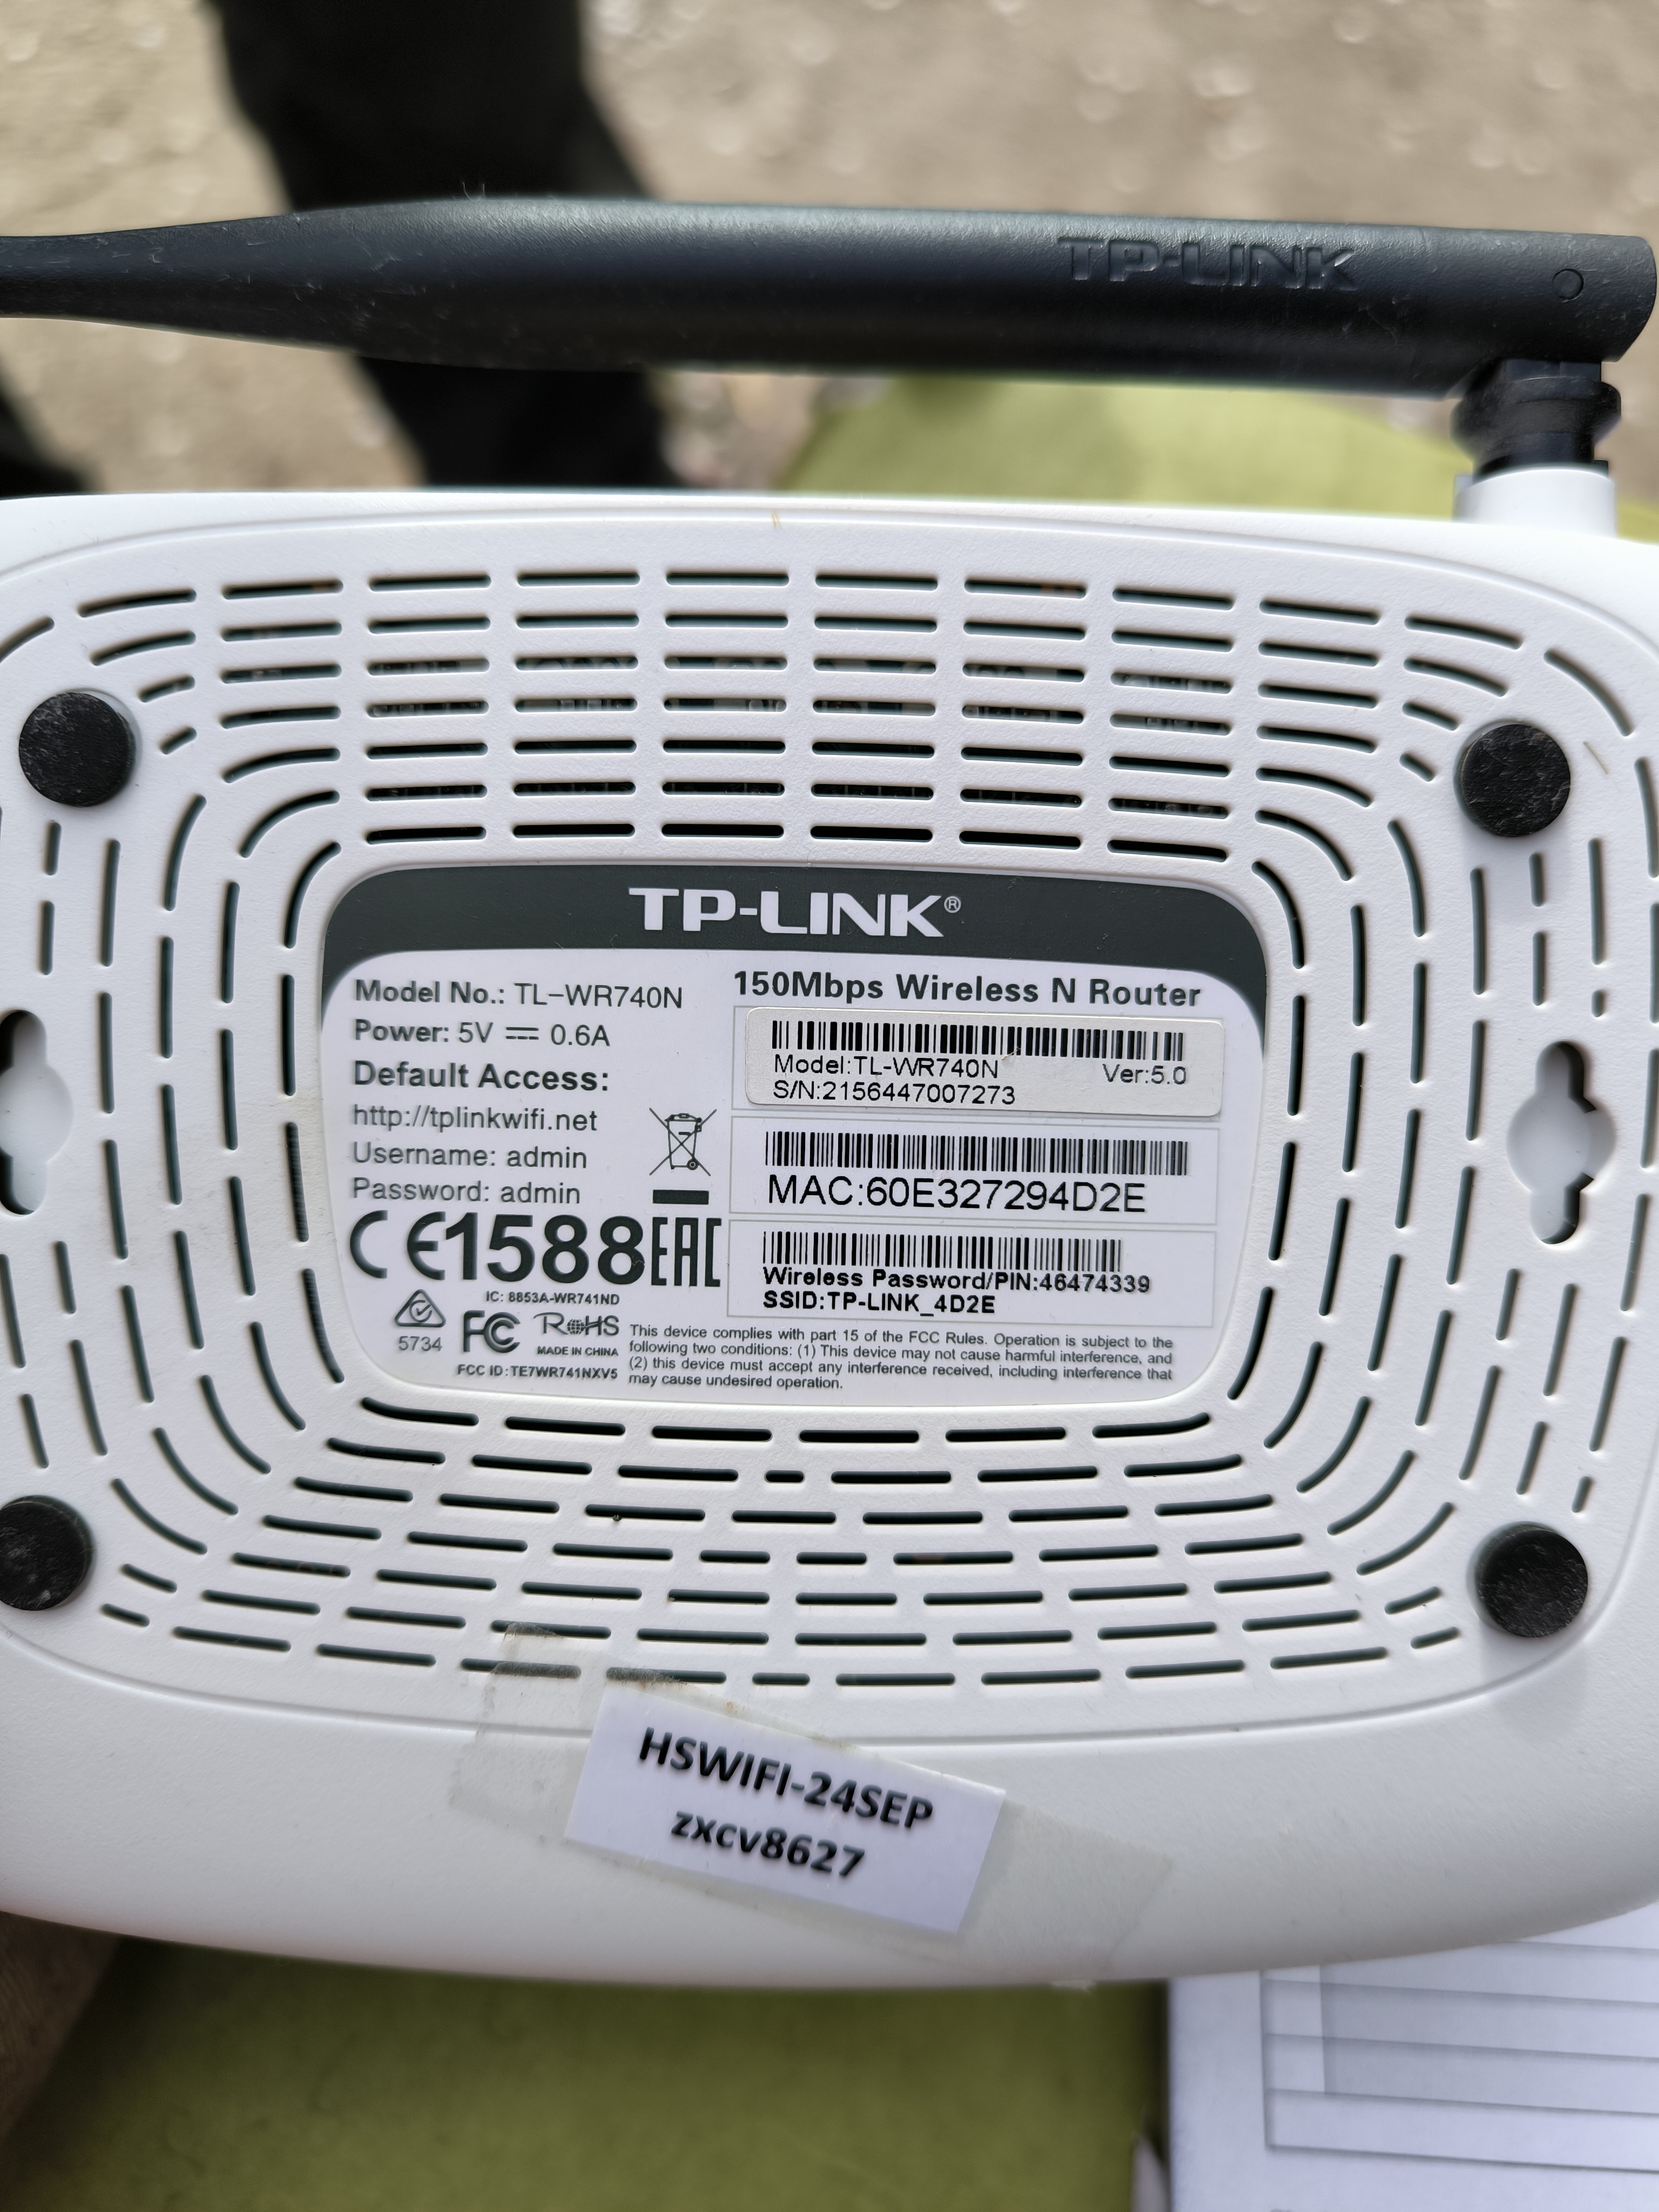 TP-LINK
TP-LINK®
Model No.: TL-WR740N
Power: 5V ⎓ 0.6A
Default Access:
http://tplinkwifi.net
Username: admin
Password: admin
CE1588 EAC
IC: 8853A-WR741ND
5734
FC RoHS
MADE IN CHINA
FCC ID:TE7WR741NXV5
150Mbps Wireless N Router
Model:TL-WR740N Ver:5.0
S/N:2156447007273
MAC:60E327294D2E
Wireless Password/PIN:46474339
SSID:TP-LINK_4D2E
This device complies with part 15 of the FCC Rules. Operation is subject to the
following two conditions: (1) This device may not cause harmful interference, and
(2) this device must accept any interference received, including interference that
may cause undesired operation.
HSWIFI-24SEP
zxcv8627